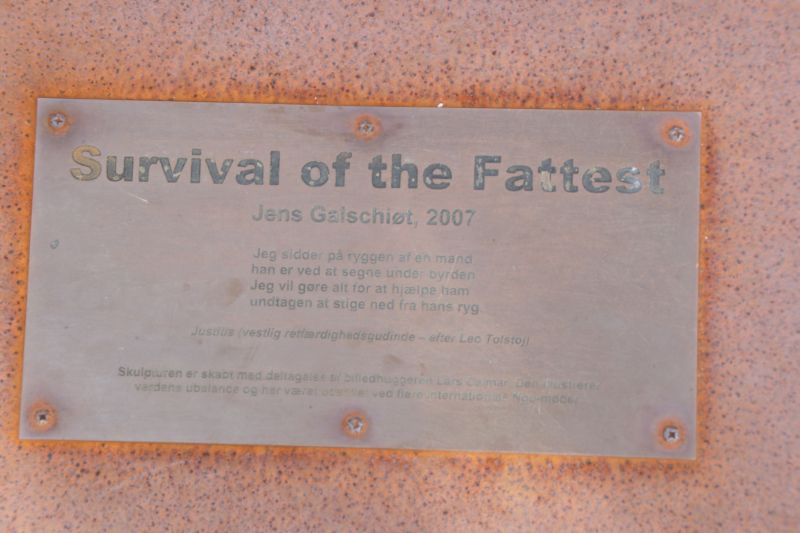 Survival of the Fattest
Jens Galschiøt, 2007
Jeg sidder på ryggen af en mand
han er ved at segne under byrden
Jeg vil gøre alt for at hjælpe ham
undtagen at stige ned fra hans ryg
Justitia (vestlig retfærdighedsgudinde – efter Leo Tolstoj)
Skulpturen er skabt med deltagelse af billedhuggeren Lars Calmar. Den illustrerer
verdens ubalance og har været ved flere internationale